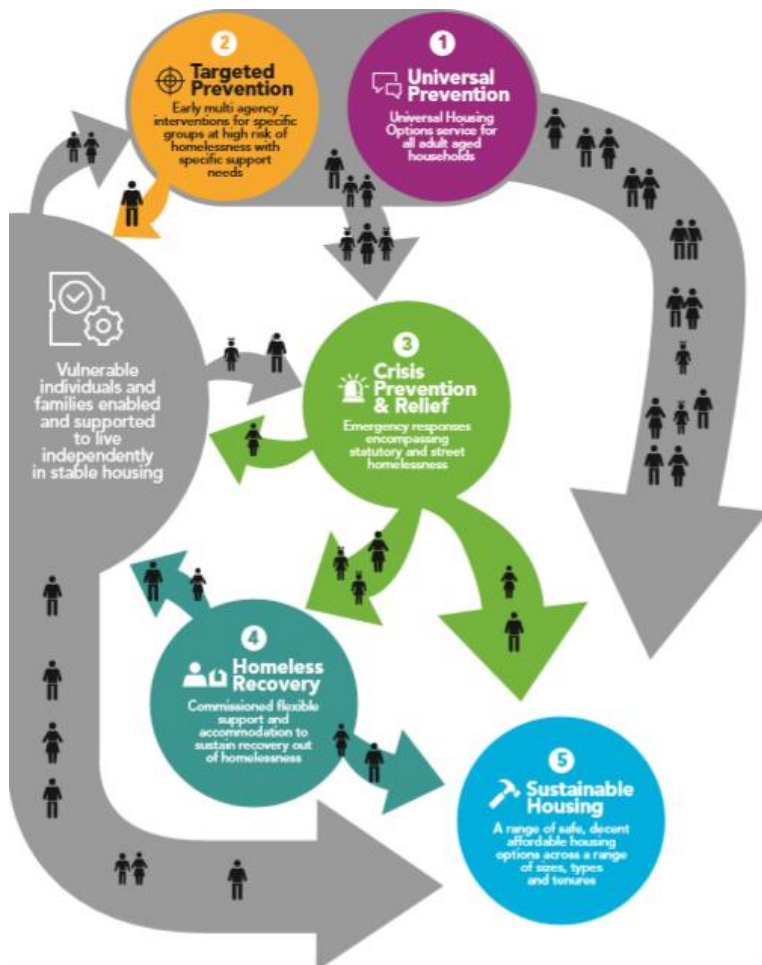 2
Targeted
Prevention
Early multi agency
interventions for specific
groups at high risk of
homelessness with
specific support
needs
1
Universal
Prevention
Universal Housing
Options service for
all adult aged
households
Vulnerable
individuals and
families enabled
and supported
to live
independently
in stable housing
3
Crisis
Prevention
& Relief
Emergency responses
encompassing
statutory and street
homelessness
4
Homeless
Recovery
Commissioned flexible
support and
accommodation to
sustain recovery out
of homelessness
5
Sustainable
Housing
A range of safe, decent
affordable housing
options across a range
of sizes, types
and tenures